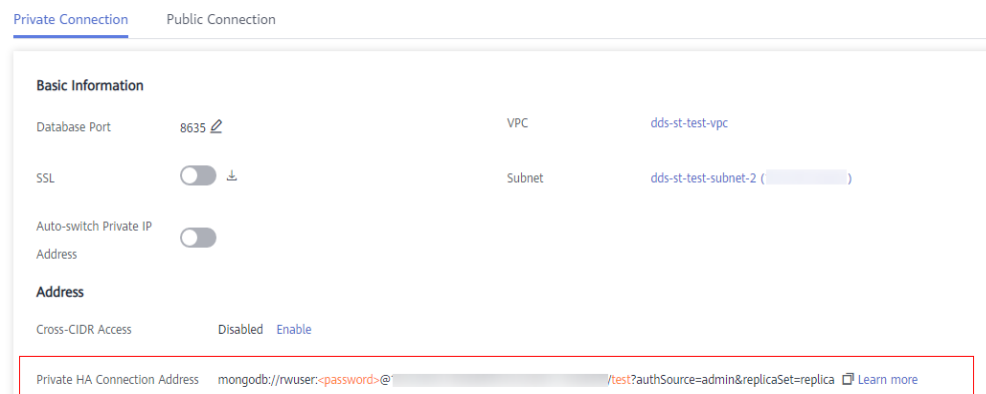 Private Connection Public Connection
Basic Information
Database Port 8635 VPC dds-st-test-vpc
SSL Subnet dds-st-test-subnet-2 ( )
Auto-switch Private IP
Address
Address
Cross-CIDR Access Disabled Enable
Private HA Connection Address mongodb://rwuser:<password>@ /test?authSource=admin&replicaSet=replica Learn more